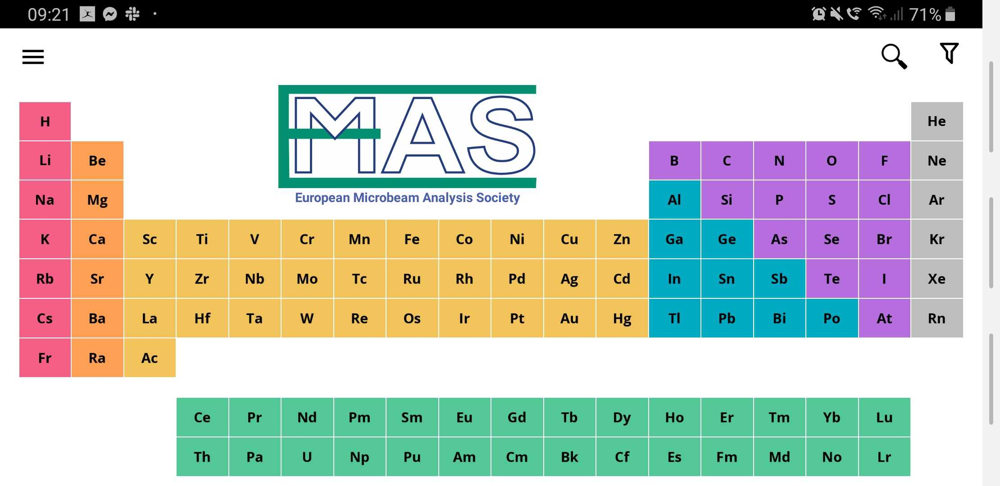 09:21 71%
EMAS
European Microbeam Analysis Society
H He
Li Be B C N O F Ne
Na Mg Al Si P S Cl Ar
K Ca Sc Ti V Cr Mn Fe Co Ni Cu Zn Ga Ge As Se Br Kr
Rb Sr Y Zr Nb Mo Tc Ru Rh Pd Ag Cd In Sn Sb Te I Xe
Cs Ba La Hf Ta W Re Os Ir Pt Au Hg Tl Pb Bi Po At Rn
Fr Ra Ac
Ce Pr Nd Pm Sm Eu Gd Tb Dy Ho Er Tm Yb Lu
Th Pa U Np Pu Am Cm Bk Cf Es Fm Md No Lr